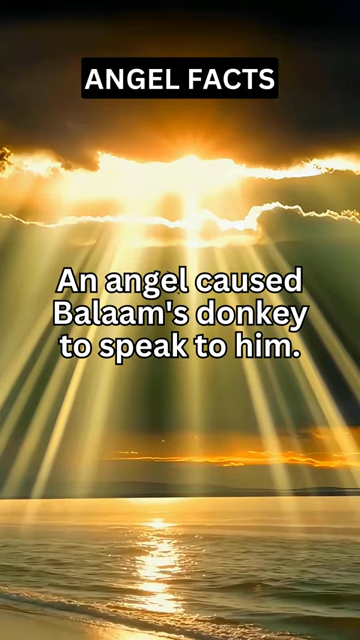 ANGEL FACTS
An angel caused
Balaam's donkey
to speak to him.